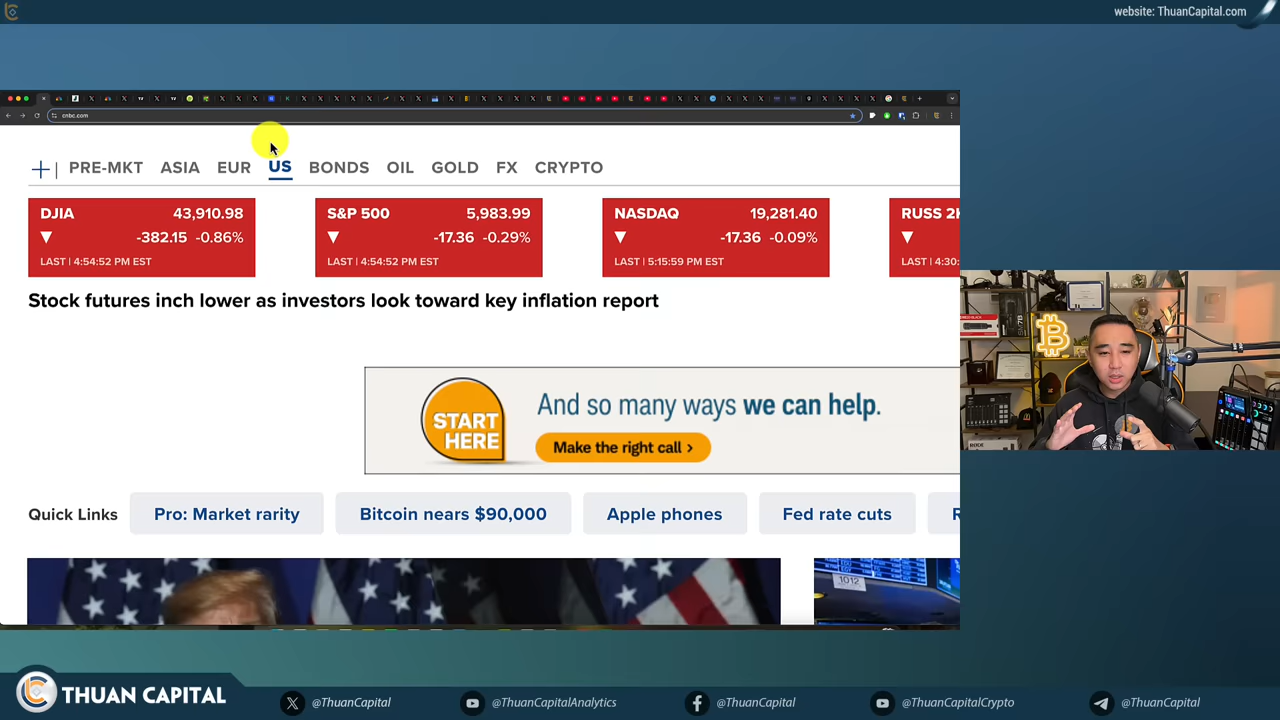 website: ThuanCapital.com
cnbc.com
PRE-MKT ASIA EUR US BONDS OIL GOLD FX CRYPTO
DJIA 43,910.98
-382.15 -0.86%
LAST | 4:54:52 PM EST
S&P 500 5,983.99
-17.36 -0.29%
LAST | 4:54:52 PM EST
NASDAQ 19,281.40
-17.36 -0.09%
LAST | 5:15:59 PM EST
RUSS 2K
LAST | 4:30:
Stock futures inch lower as investors look toward key inflation report
START HERE
And so many ways we can help.
Make the right call >
Quick Links
Pro: Market rarity
Bitcoin nears $90,000
Apple phones
Fed rate cuts
1012
THUAN CAPITAL
@ThuanCapital
@ThuanCapitalAnalytics
@ThuanCapital
@ThuanCapitalCrypto
@ThuanCapital